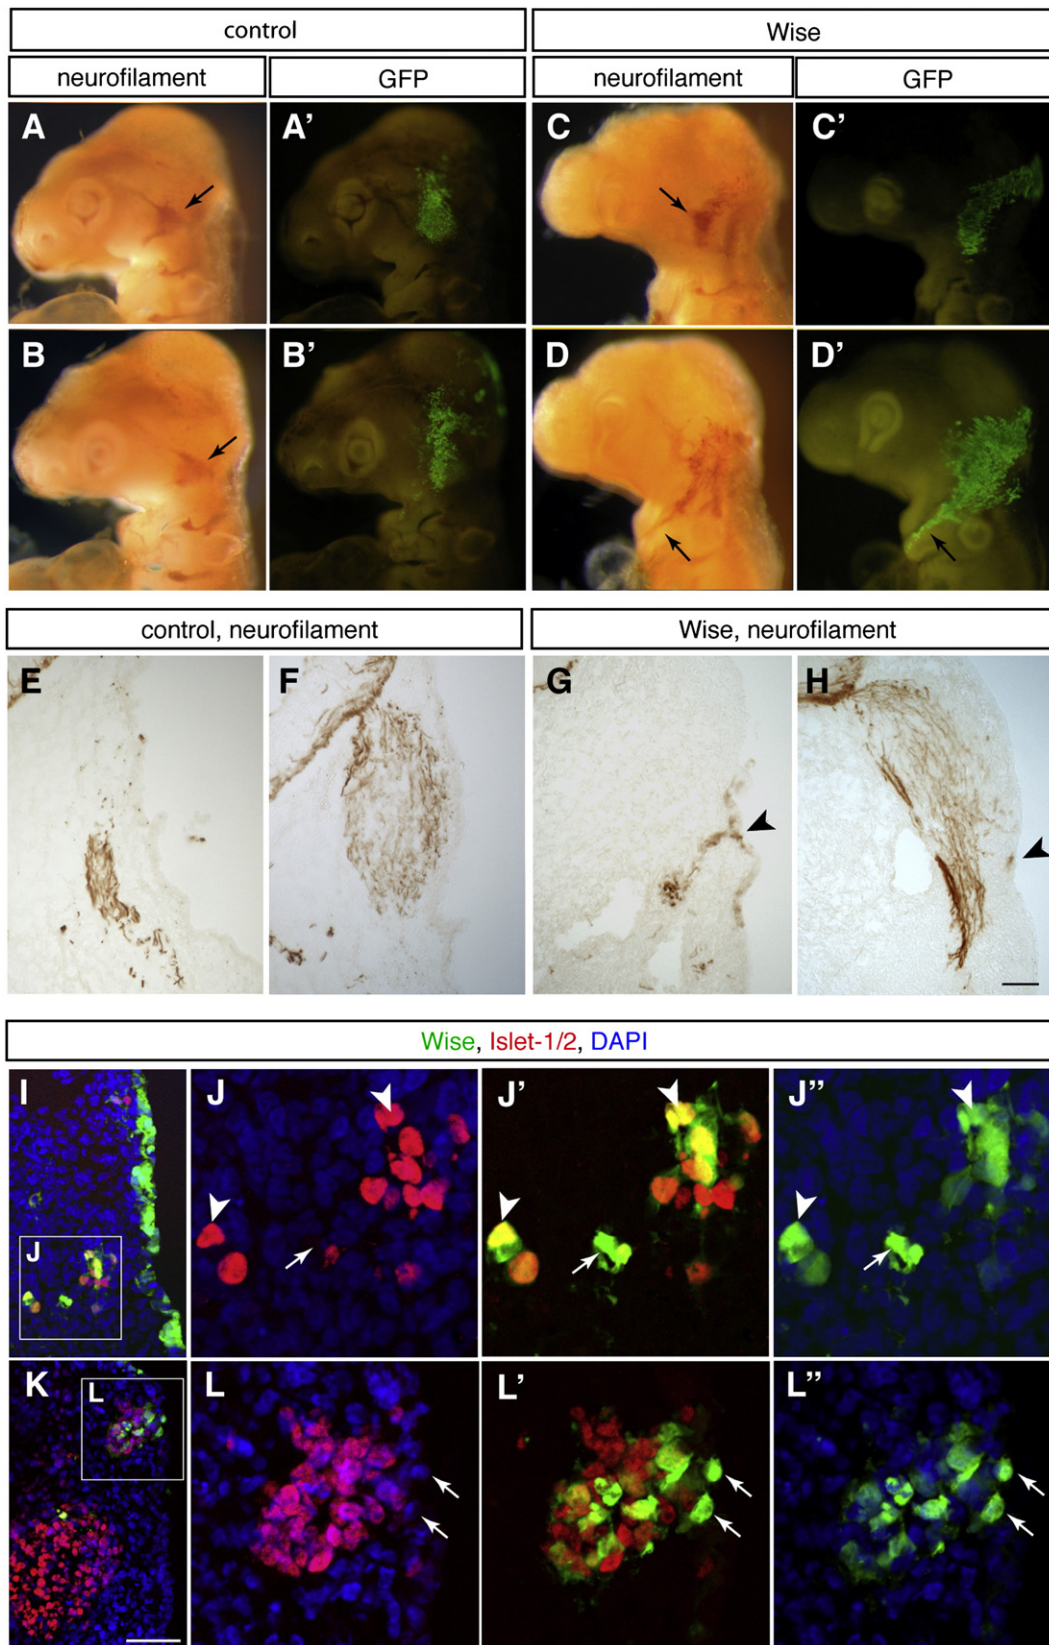 control Wise
neurofilament GFP neurofilament GFP
A A' C C'
B B' D D'
control, neurofilament Wise, neurofilament
E F G H
Wise, Islet-1/2, DAPI
I J J' J''
J
K L L' L''
L